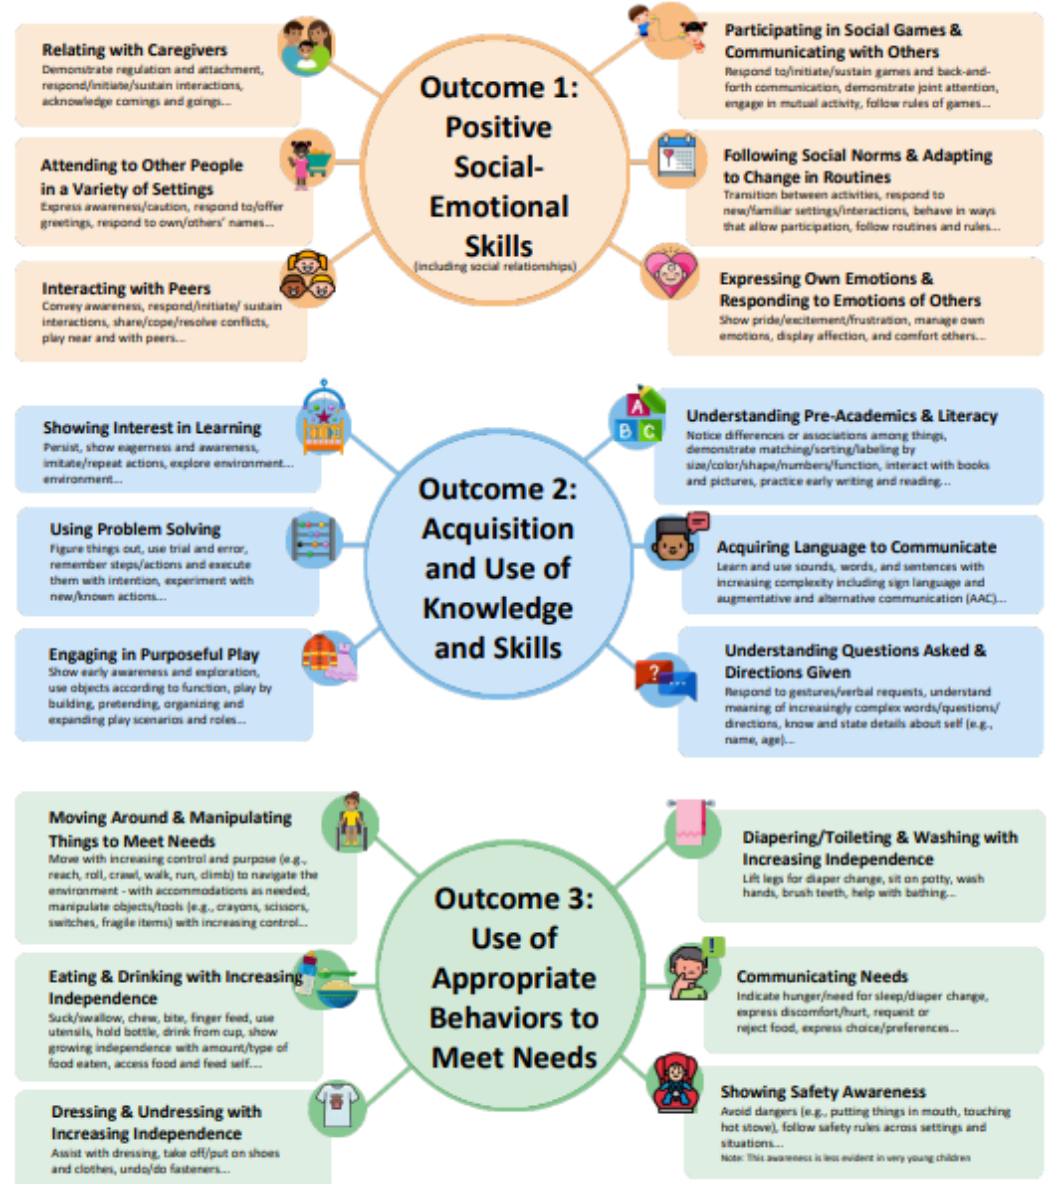 Outcome 1:
Positive
Social-
Emotional
Skills
(including social relationships)
Relating with Caregivers
Demonstrate regulation and attachment,
respond/initiate/sustain interactions,
acknowledge comings and goings...
Attending to Other People
in a Variety of Settings
Express awareness/caution, respond to/offer
greetings, respond to own/others' names...
Interacting with Peers
Convey awareness, respond/initiate/ sustain
interactions, share/cope/resolve conflicts,
play near and with peers...
Participating in Social Games &
Communicating with Others
Respond to/initiate/sustain games and back-and-
forth communication, demonstrate joint attention,
engage in mutual activity, follow rules of games...
Following Social Norms & Adapting
to Change in Routines
Transition between activities, respond to
new/familiar settings/interactions, behave in ways
that allow participation, follow routines and rules...
Expressing Own Emotions &
Responding to Emotions of Others
Show pride/excitement/frustration, manage own
emotions, display affection, and comfort others...
Outcome 2:
Acquisition
and Use of
Knowledge
and Skills
Showing Interest in Learning
Persist, show eagerness and awareness,
imitate/repeat actions, explore environment...
environment...
Using Problem Solving
Figure things out, use trial and error,
remember steps/actions and execute
them with intention, experiment with
new/known actions...
Engaging in Purposeful Play
Show early awareness and exploration,
use objects according to function, play by
building, pretending, organizing and
expanding play scenarios and roles...
A
B C
Understanding Pre-Academics & Literacy
Notice differences or associations among things,
demonstrate matching/sorting/labeling by
size/color/shape/numbers/function, interact with books
and pictures, practice early writing and reading...
Acquiring Language to Communicate
Learn and use sounds, words, and sentences with
increasing complexity including sign language and
augmentative and alternative communication (AAC)...
? ...
Understanding Questions Asked &
Directions Given
Respond to gestures/verbal requests, understand
meaning of increasingly complex words/questions/
directions, know and state details about self (e.g.,
name, age)...
Outcome 3:
Use of
Appropriate
Behaviors to
Meet Needs
Moving Around & Manipulating
Things to Meet Needs
Move with increasing control and purpose (e.g.,
reach, roll, crawl, walk, run, climb) to navigate the
environment - with accommodations as needed,
manipulate objects/tools (e.g., crayons, scissors,
switches, fragile items) with increasing control...
Eating & Drinking with Increasing
Independence
Suck/swallow, chew, bite, finger feed, use
utensils, hold bottle, drink from cup, show
growing independence with amount/type of
food eaten, access food and feed self....
Dressing & Undressing with
Increasing Independence
Assist with dressing, take off/put on shoes
and clothes, undo/do fasteners...
Diapering/Toileting & Washing with
Increasing Independence
Lift legs for diaper change, sit on potty, wash
hands, brush teeth, help with bathing...
!
Communicating Needs
Indicate hunger/need for sleep/diaper change,
express discomfort/hurt, request or
reject food, express choice/preferences...
Showing Safety Awareness
Avoid dangers (e.g., putting things in mouth, touching
hot stove), follow safety rules across settings and
situations...
Note: This awareness is less evident in very young children